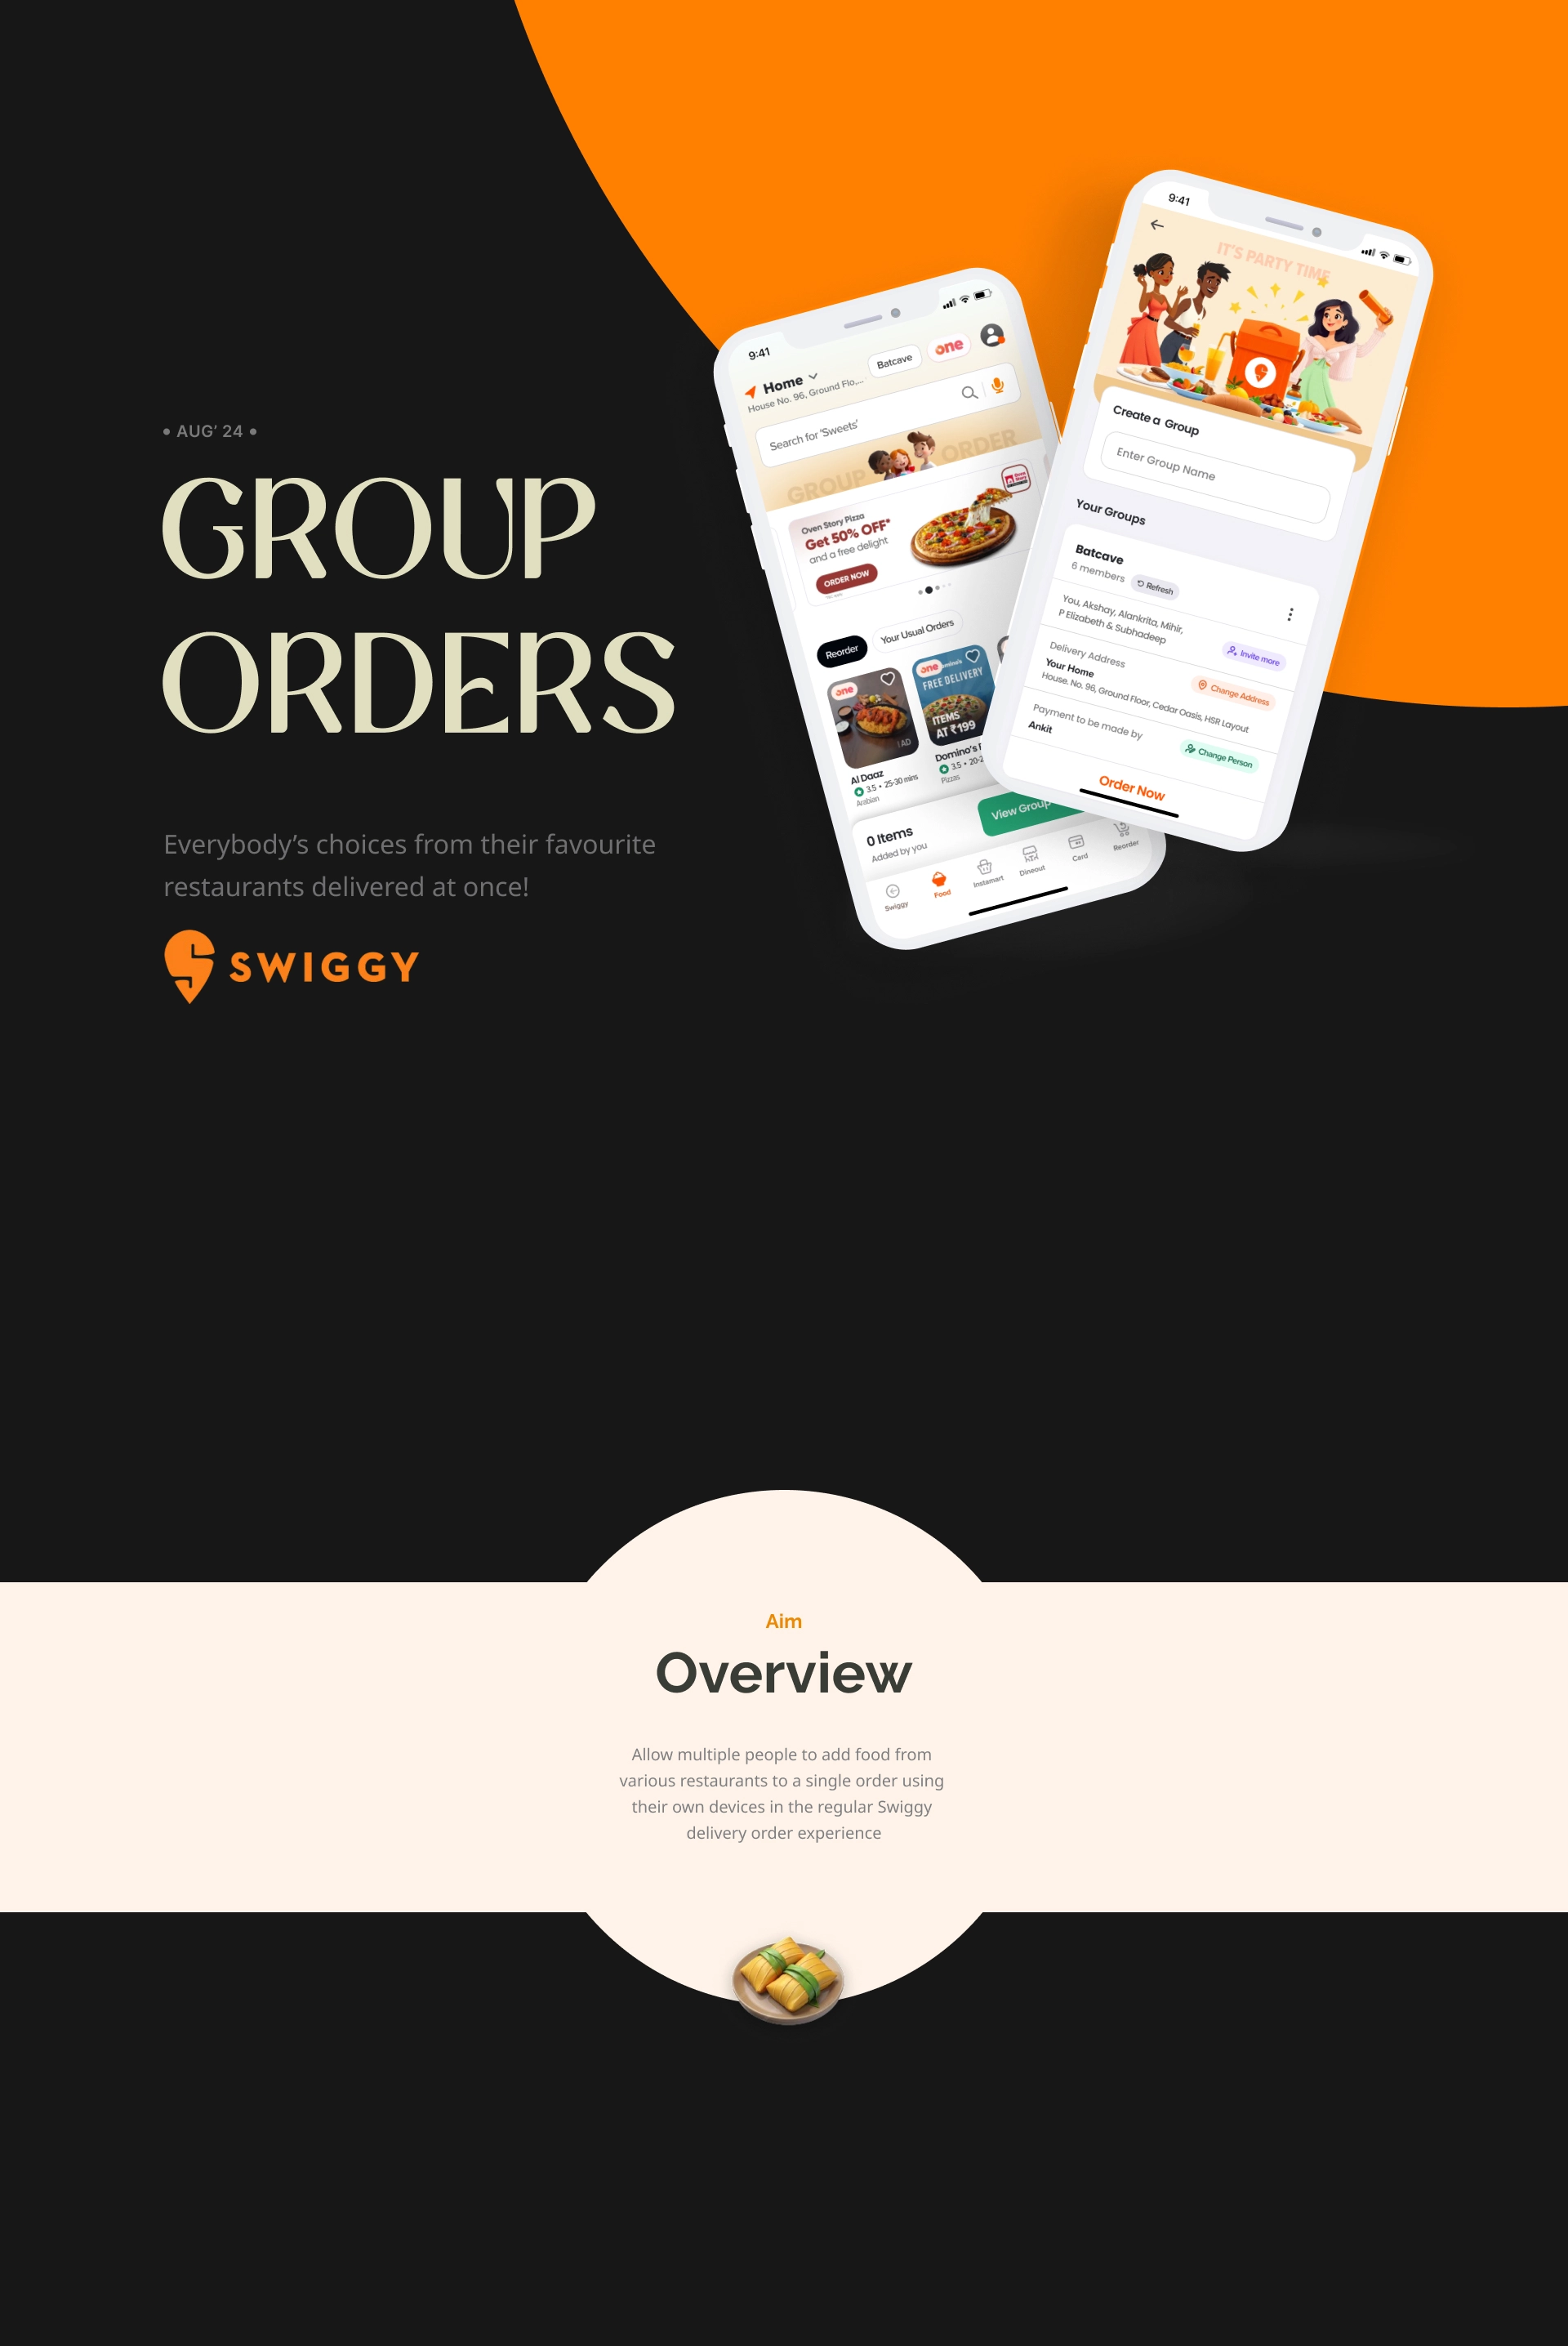 • AUG' 24 •
GROUP
ORDERS
Everybody's choices from their favourite
restaurants delivered at once!
SWIGGY
9:41
Home
House No. 96, Ground Flo,...
Batcave
one
Search for 'Sweets'
GROUP ORDER
Oven Story Pizza
Get 50% OFF*
and a free delight
ORDER NOW
Reorder
Your Usual Orders
one
AD
Al Daaz
3.5 • 25-30 mins
Arabian
one
FREE DELIVERY
ITEMS
AT ₹199
Domino's
3.5 • 20-2
Pizzas
0 Items
Added by you
View Group
Swiggy
Food
Instamart
Dineout
Card
Reorder
9:41
IT'S PARTY TIME
Create a Group
Enter Group Name
Your Groups
Batcave
6 members
Refresh
You, Akshay, Alankrita, Mihir,
P Elizabeth & Subhadeep
Invite more
Delivery Address
Your Home
House. No. 96, Ground Floor, Cedar Oasis, HSR Layout
Change Address
Payment to be made by
Ankit
Change Person
Order Now
Aim
Overview
Allow multiple people to add food from
various restaurants to a single order using
their own devices in the regular Swiggy
delivery order experience